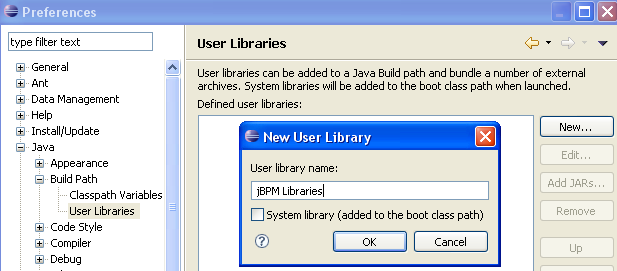 Preferences
type filter text
General
Ant
Data Management
Help
Install/Update
Java
Appearance
Build Path
Classpath Variables
User Libraries
Code Style
Compiler
Debug
User Libraries
User libraries can be added to a Java Build path and bundle a number of external
archives. System libraries will be added to the boot class path when launched.
Defined user libraries:
New...
Edit...
Add JARs...
Remove
Up
New User Library
User library name:
jBPM Libraries
System library (added to the boot class path)
OK
Cancel